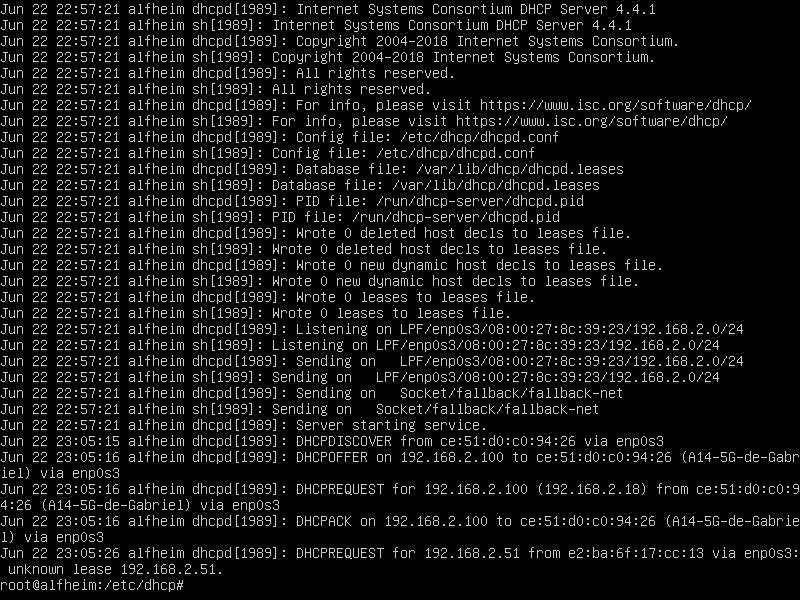 Jun 22 22:57:21 alfheim dhcpd[1989]: Internet Systems Consortium DHCP Server 4.4.1
Jun 22 22:57:21 alfheim sh[1989]: Internet Systems Consortium DHCP Server 4.4.1
Jun 22 22:57:21 alfheim dhcpd[1989]: Copyright 2004-2018 Internet Systems Consortium.
Jun 22 22:57:21 alfheim sh[1989]: Copyright 2004-2018 Internet Systems Consortium.
Jun 22 22:57:21 alfheim dhcpd[1989]: All rights reserved.
Jun 22 22:57:21 alfheim sh[1989]: All rights reserved.
Jun 22 22:57:21 alfheim dhcpd[1989]: For info, please visit https://www.isc.org/software/dhcp/
Jun 22 22:57:21 alfheim sh[1989]: For info, please visit https://www.isc.org/software/dhcp/
Jun 22 22:57:21 alfheim dhcpd[1989]: Config file: /etc/dhcp/dhcpd.conf
Jun 22 22:57:21 alfheim sh[1989]: Config file: /etc/dhcp/dhcpd.conf
Jun 22 22:57:21 alfheim dhcpd[1989]: Database file: /var/lib/dhcp/dhcpd.leases
Jun 22 22:57:21 alfheim sh[1989]: Database file: /var/lib/dhcp/dhcpd.leases
Jun 22 22:57:21 alfheim dhcpd[1989]: PID file: /run/dhcp-server/dhcpd.pid
Jun 22 22:57:21 alfheim sh[1989]: PID file: /run/dhcp-server/dhcpd.pid
Jun 22 22:57:21 alfheim dhcpd[1989]: Wrote 0 deleted host decls to leases file.
Jun 22 22:57:21 alfheim sh[1989]: Wrote 0 deleted host decls to leases file.
Jun 22 22:57:21 alfheim dhcpd[1989]: Wrote 0 new dynamic host decls to leases file.
Jun 22 22:57:21 alfheim sh[1989]: Wrote 0 new dynamic host decls to leases file.
Jun 22 22:57:21 alfheim dhcpd[1989]: Wrote 0 leases to leases file.
Jun 22 22:57:21 alfheim sh[1989]: Wrote 0 leases to leases file.
Jun 22 22:57:21 alfheim dhcpd[1989]: Listening on LPF/enp0s3/08:00:27:8c:39:23/192.168.2.0/24
Jun 22 22:57:21 alfheim sh[1989]: Listening on LPF/enp0s3/08:00:27:8c:39:23/192.168.2.0/24
Jun 22 22:57:21 alfheim dhcpd[1989]: Sending on   LPF/enp0s3/08:00:27:8c:39:23/192.168.2.0/24
Jun 22 22:57:21 alfheim sh[1989]: Sending on   LPF/enp0s3/08:00:27:8c:39:23/192.168.2.0/24
Jun 22 22:57:21 alfheim dhcpd[1989]: Sending on   Socket/fallback/fallback-net
Jun 22 22:57:21 alfheim sh[1989]: Sending on   Socket/fallback/fallback-net
Jun 22 22:57:21 alfheim dhcpd[1989]: Server starting service.
Jun 22 23:05:15 alfheim dhcpd[1989]: DHCPDISCOVER from ce:51:d0:c0:94:26 via enp0s3
Jun 22 23:05:16 alfheim dhcpd[1989]: DHCPOFFER on 192.168.2.100 to ce:51:d0:c0:94:26 (A14-5G-de-Gabr
iel) via enp0s3
Jun 22 23:05:16 alfheim dhcpd[1989]: DHCPREQUEST for 192.168.2.100 (192.168.2.18) from ce:51:d0:c0:9
4:26 (A14-5G-de-Gabriel) via enp0s3
Jun 22 23:05:16 alfheim dhcpd[1989]: DHCPACK on 192.168.2.100 to ce:51:d0:c0:94:26 (A14-5G-de-Gabrie
l) via enp0s3
Jun 22 23:05:26 alfheim dhcpd[1989]: DHCPREQUEST for 192.168.2.51 from e2:ba:6f:17:cc:13 via enp0s3:
 unknown lease 192.168.2.51.
root@alfheim:/etc/dhcp#